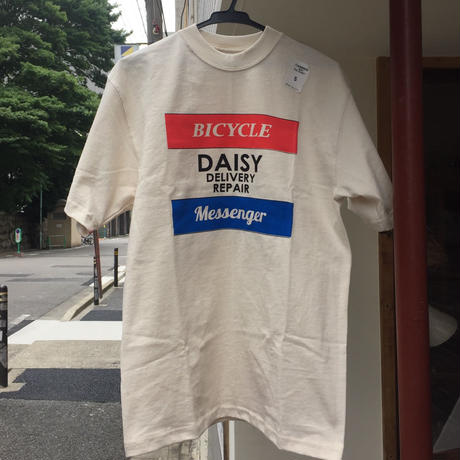 BICYCLE
DAISY
DELIVERY
REPAIR
Messenger
S